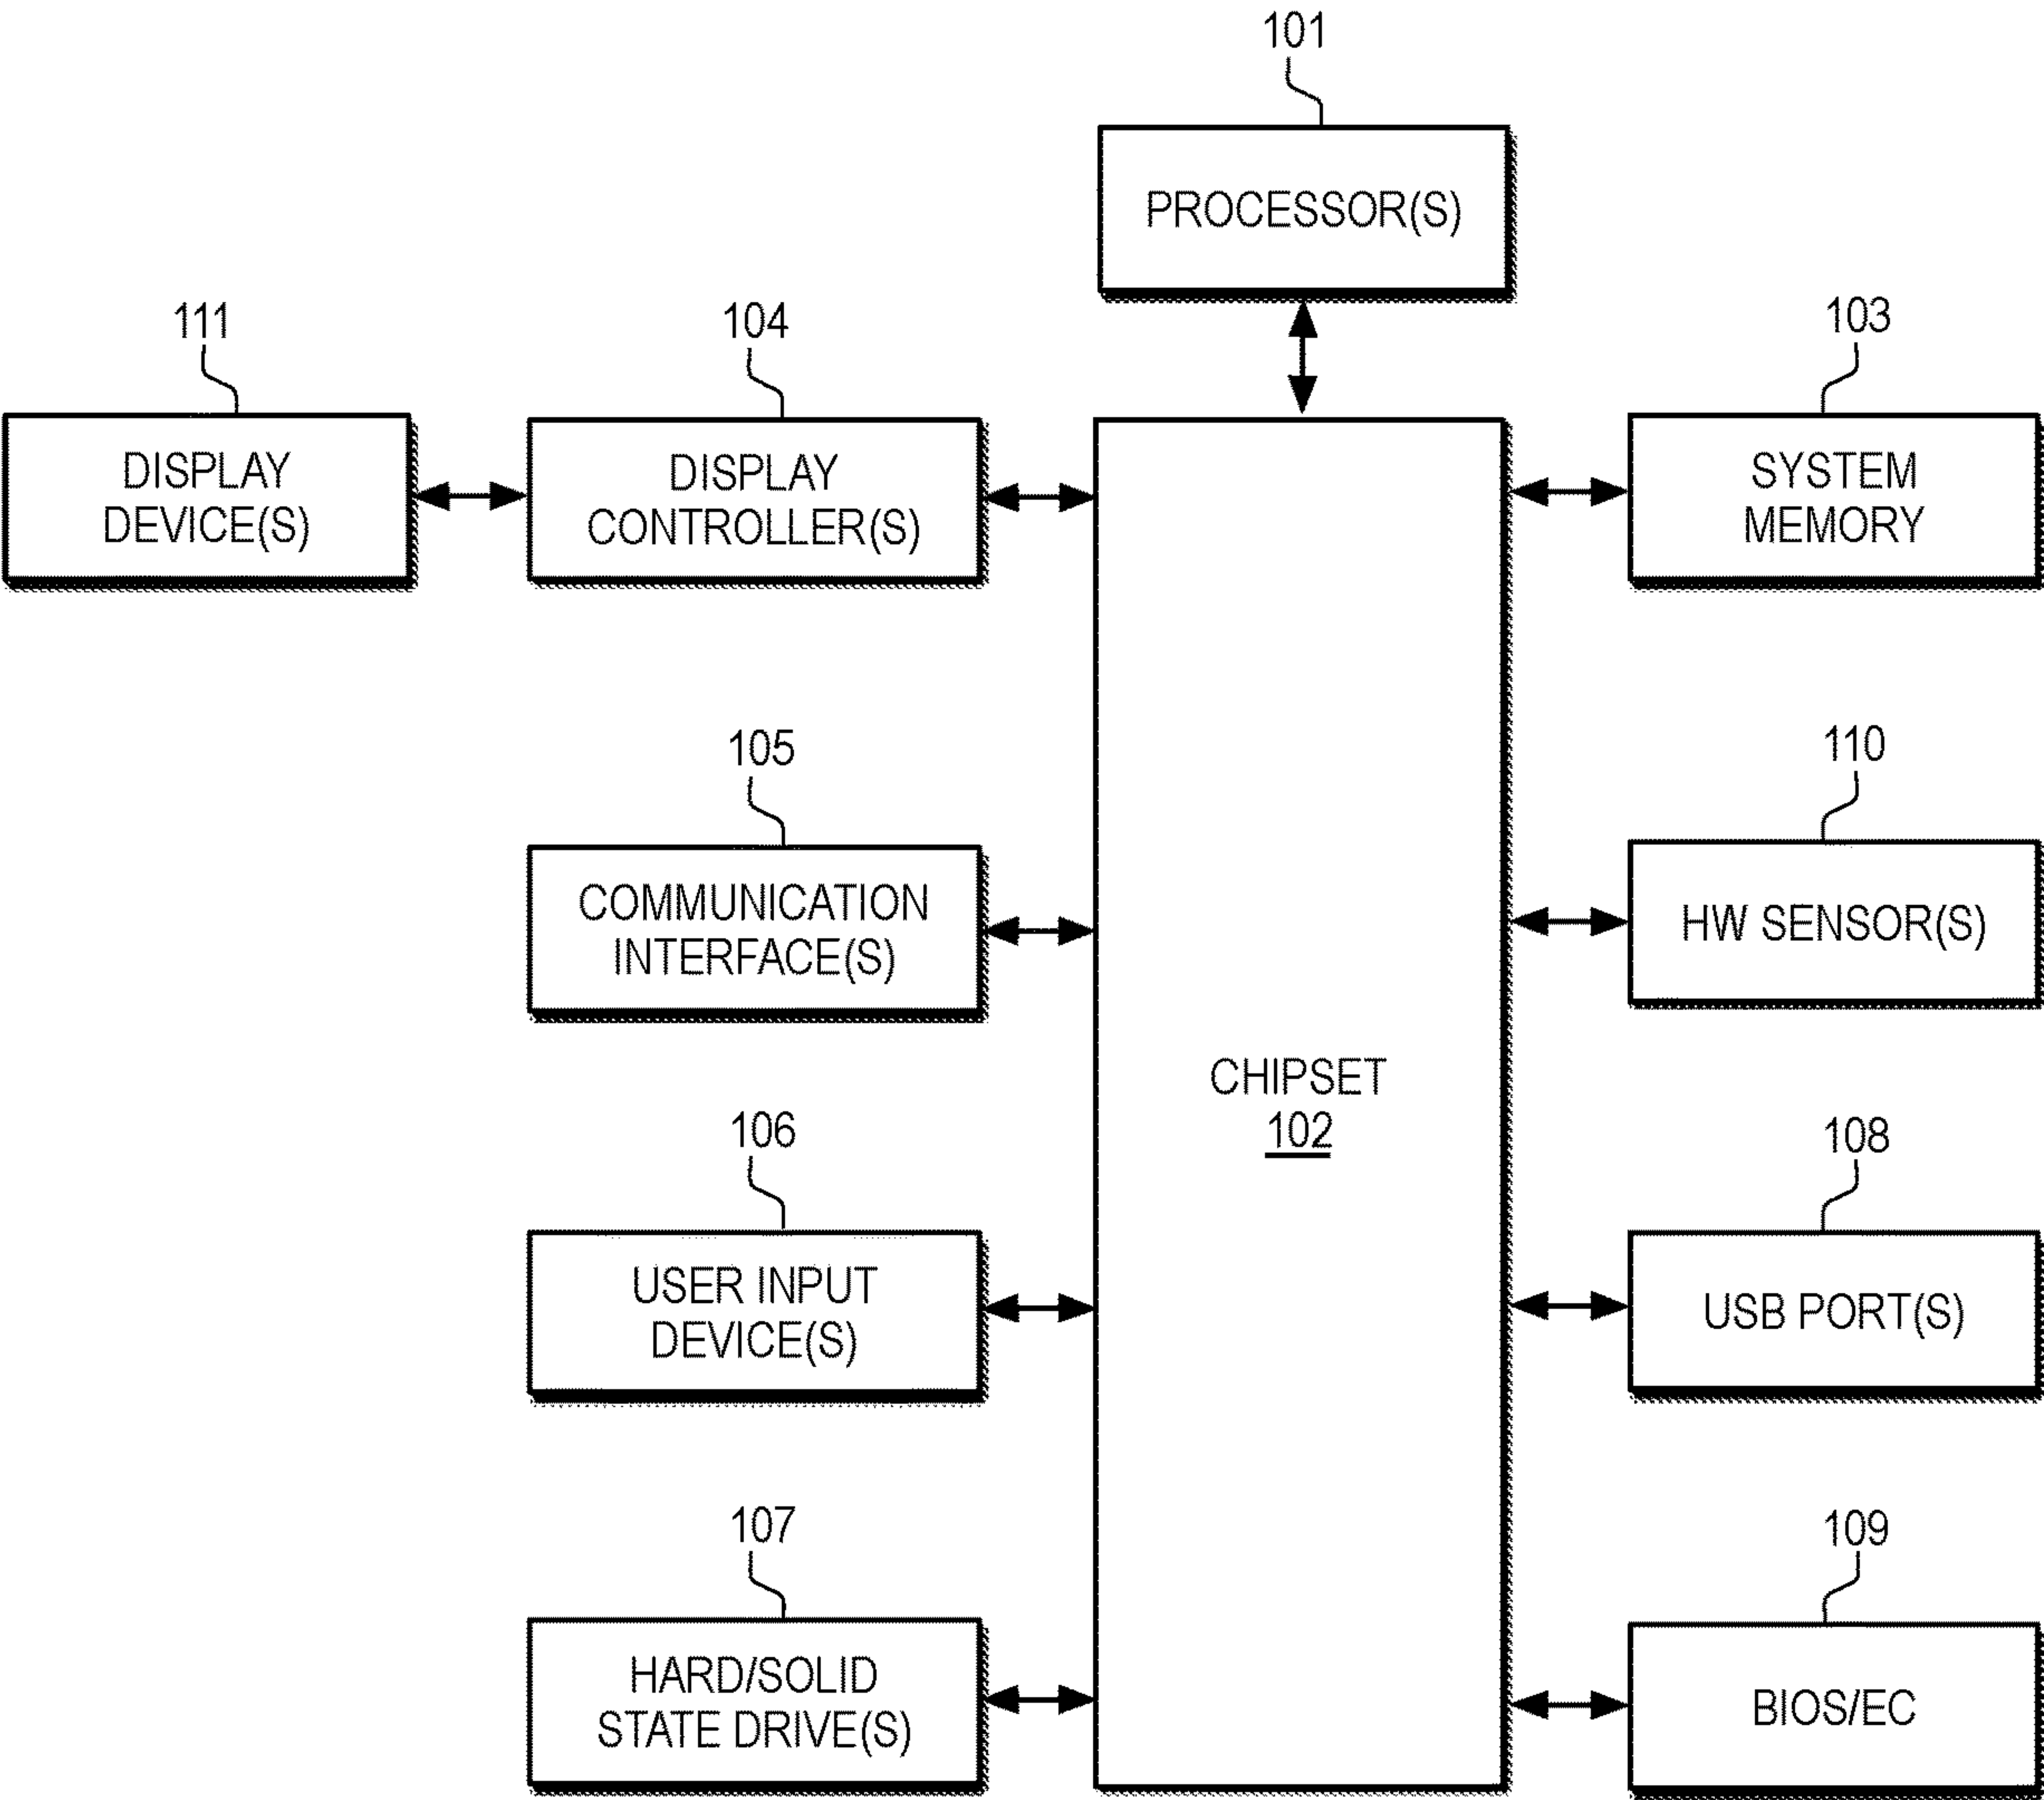 101
PROCESSOR(S)
111
DISPLAY
DEVICE(S)
104
DISPLAY
CONTROLLER(S)
103
SYSTEM
MEMORY
105
COMMUNICATION
INTERFACE(S)
110
HW SENSOR(S)
CHIPSET
102
106
USER INPUT
DEVICE(S)
108
USB PORT(S)
107
HARD/SOLID
STATE DRIVE(S)
109
BIOS/EC